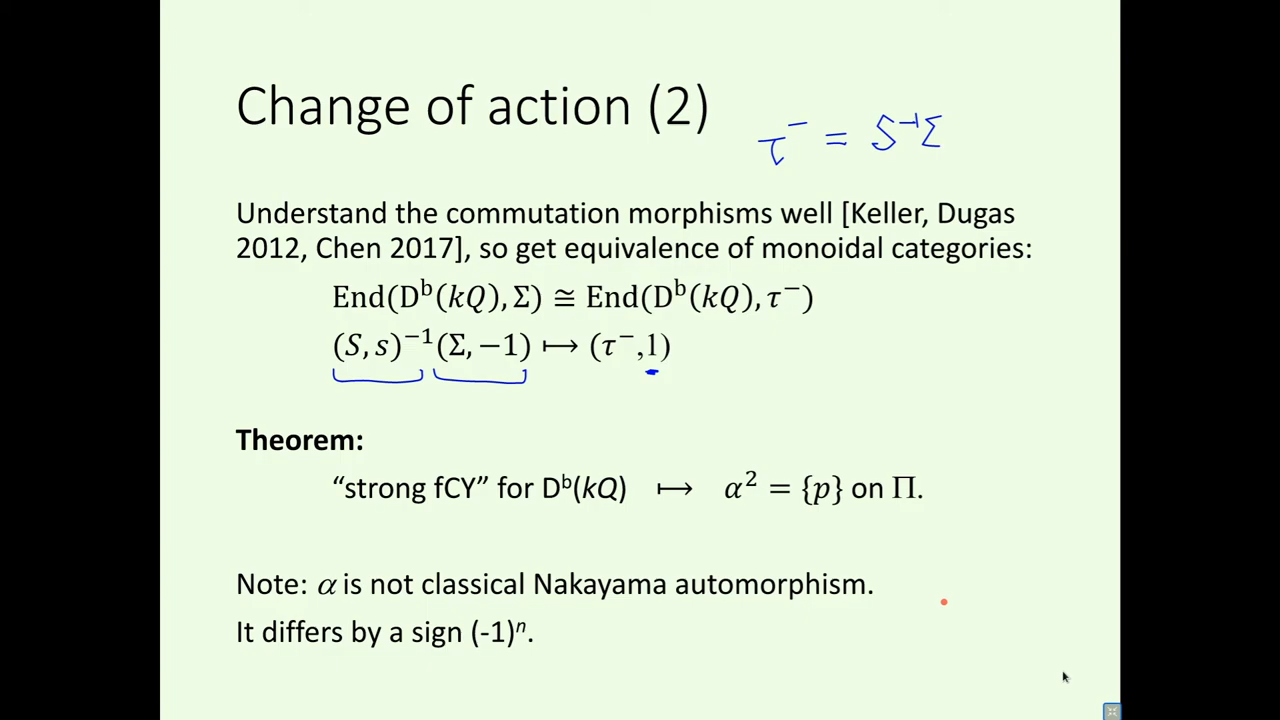 Change of action (2)
τ⁻ = S⁻¹Σ
Understand the commutation morphisms well [Keller, Dugas
2012, Chen 2017], so get equivalence of monoidal categories:
End(Dᵇ(kQ), Σ) ≅ End(Dᵇ(kQ), τ⁻)
(S, s)⁻¹(Σ, −1) ↦ (τ⁻,1)
Theorem:
“strong fCY” for Dᵇ(kQ) ↦ α² = {p} on Π.
Note: α is not classical Nakayama automorphism.
It differs by a sign (-1)ⁿ.